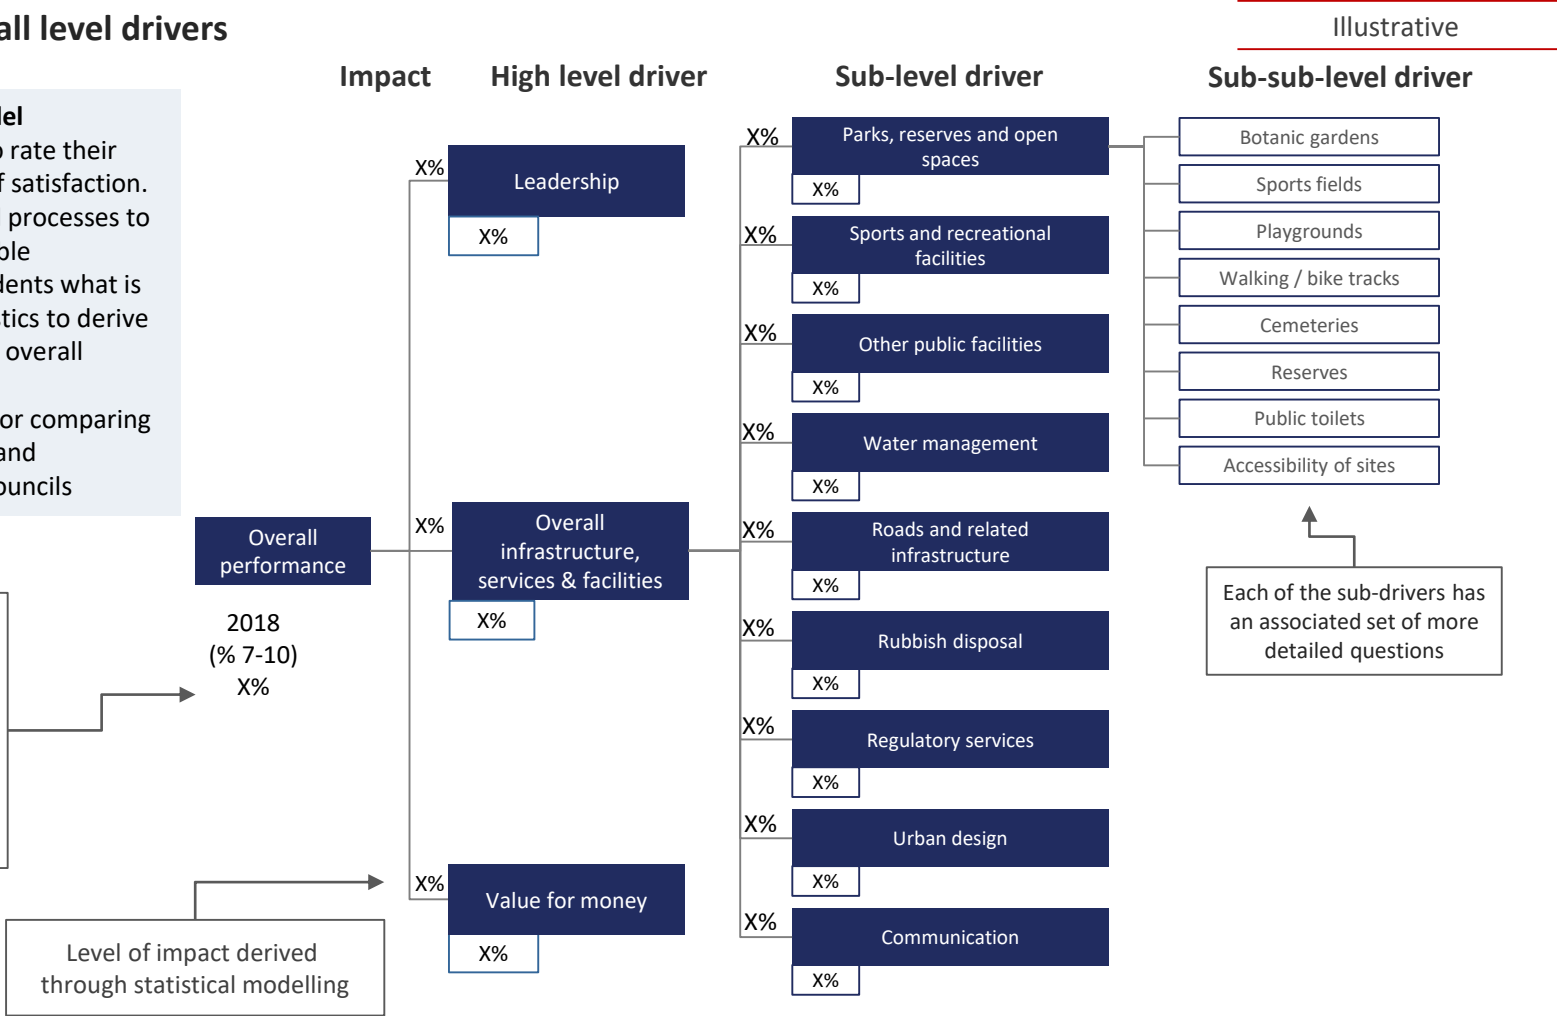 all level drivers
Illustrative
Impact
High level driver
Sub-level driver
Sub-sub-level driver
del
o rate their
f satisfaction.
l processes to
ble
dents what is
stics to derive
overall
or comparing
and
ouncils
Overall
performance
2018
(% 7-10)
X%
Level of impact derived
through statistical modelling
X%
Leadership
X%
X%
Overall
infrastructure,
services & facilities
X%
X%
Value for money
X%
X%
Parks, reserves and open
spaces
X%
X%
Sports and recreational
facilities
X%
X%
Other public facilities
X%
X%
Water management
X%
X%
Roads and related
infrastructure
X%
X%
Rubbish disposal
X%
X%
Regulatory services
X%
X%
Urban design
X%
X%
Communication
X%
Botanic gardens
Sports fields
Playgrounds
Walking / bike tracks
Cemeteries
Reserves
Public toilets
Accessibility of sites
Each of the sub-drivers has
an associated set of more
detailed questions